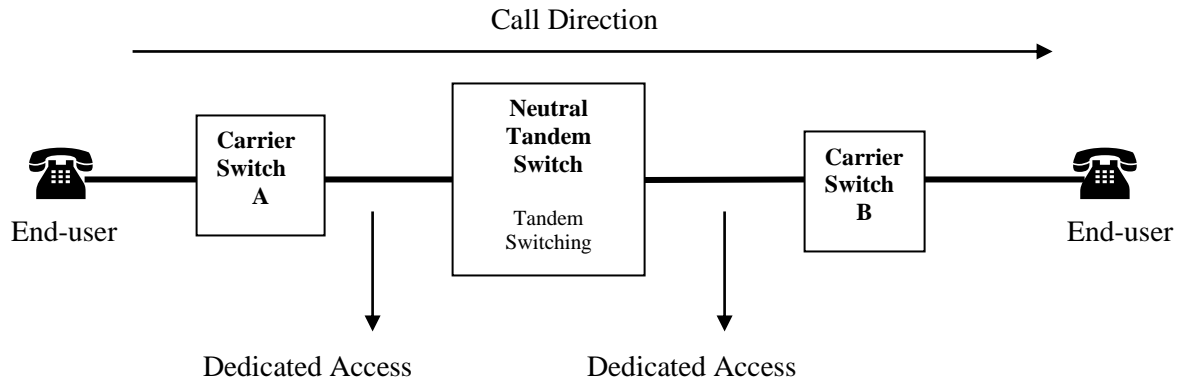 Call Direction
Neutral
Tandem
Switch
Carrier
Switch
A
Carrier
Switch
B
Tandem
Switching
End-user
End-user
Dedicated Access
Dedicated Access